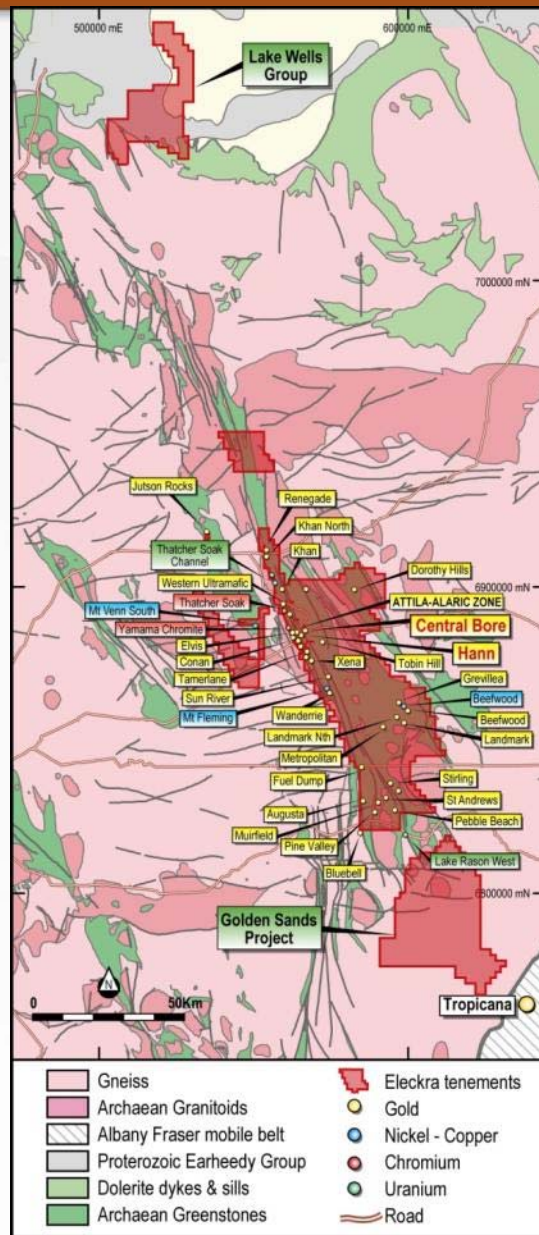 500000 mE
600000 mE
Lake Wells
Group
7000000 mN
Jutson Rocks
Renegade
Khan North
Thatcher Soak
Channel
Khan
Western Ultramafic
Dorothy Hills
6900000 mN
Mt Venn South
Thatcher Soak
ATTILA-ALARIC ZONE
Yamama Chromite
Central Bore
Elvis
Hann
Conan
Xena
Tobin Hill
Tamerlane
Grevillea
Sun River
Beefwood
Mt Fleming
Wanderrie
Beefwood
Landmark Nth
Landmark
Metropolitan
Fuel Dump
Stirling
Augusta
St Andrews
Muirfield
Pebble Beach
Pine Valley
Lake Rason West
Bluebell
6800000 mN
Golden Sands
Project
N
0 50Km
Tropicana
Gneiss
Archaean Granitoids
Albany Fraser mobile belt
Proterozoic Earheedy Group
Dolerite dykes & sills
Archaean Greenstones
Eleckra tenements
Gold
Nickel - Copper
Chromium
Uranium
Road